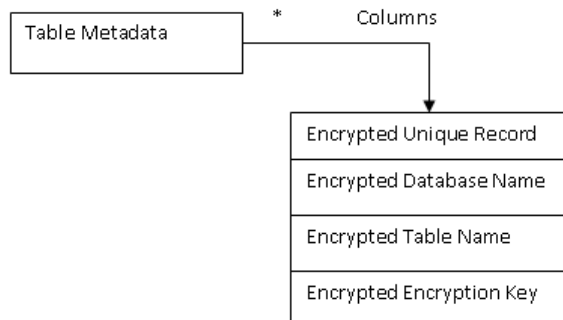 * Columns
Table Metadata
Encrypted Unique Record
Encrypted Database Name
Encrypted Table Name
Encrypted Encryption Key